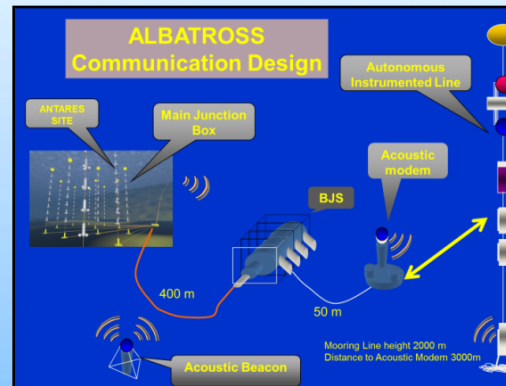 ALBATROSS
Communication Design
Autonomous
Instrumented Line
ANTARES
SITE
Main Junction
Box
Acoustic
modem
BJS
400 m
50 m
Mooring Line height 2000 m
Distance to Acoustic Modem 3000m
Acoustic Beacon